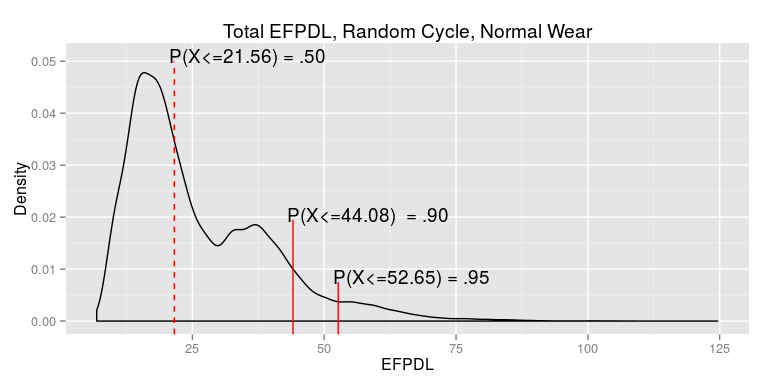 Total EFPDL, Random Cycle, Normal Wear
P(X<=21.56) = .50
P(X<=44.08)  = .90
P(X<=52.65) = .95
Density
0.05
0.04
0.03
0.02
0.01
0.00
25 50 75 100 125
EFPDL